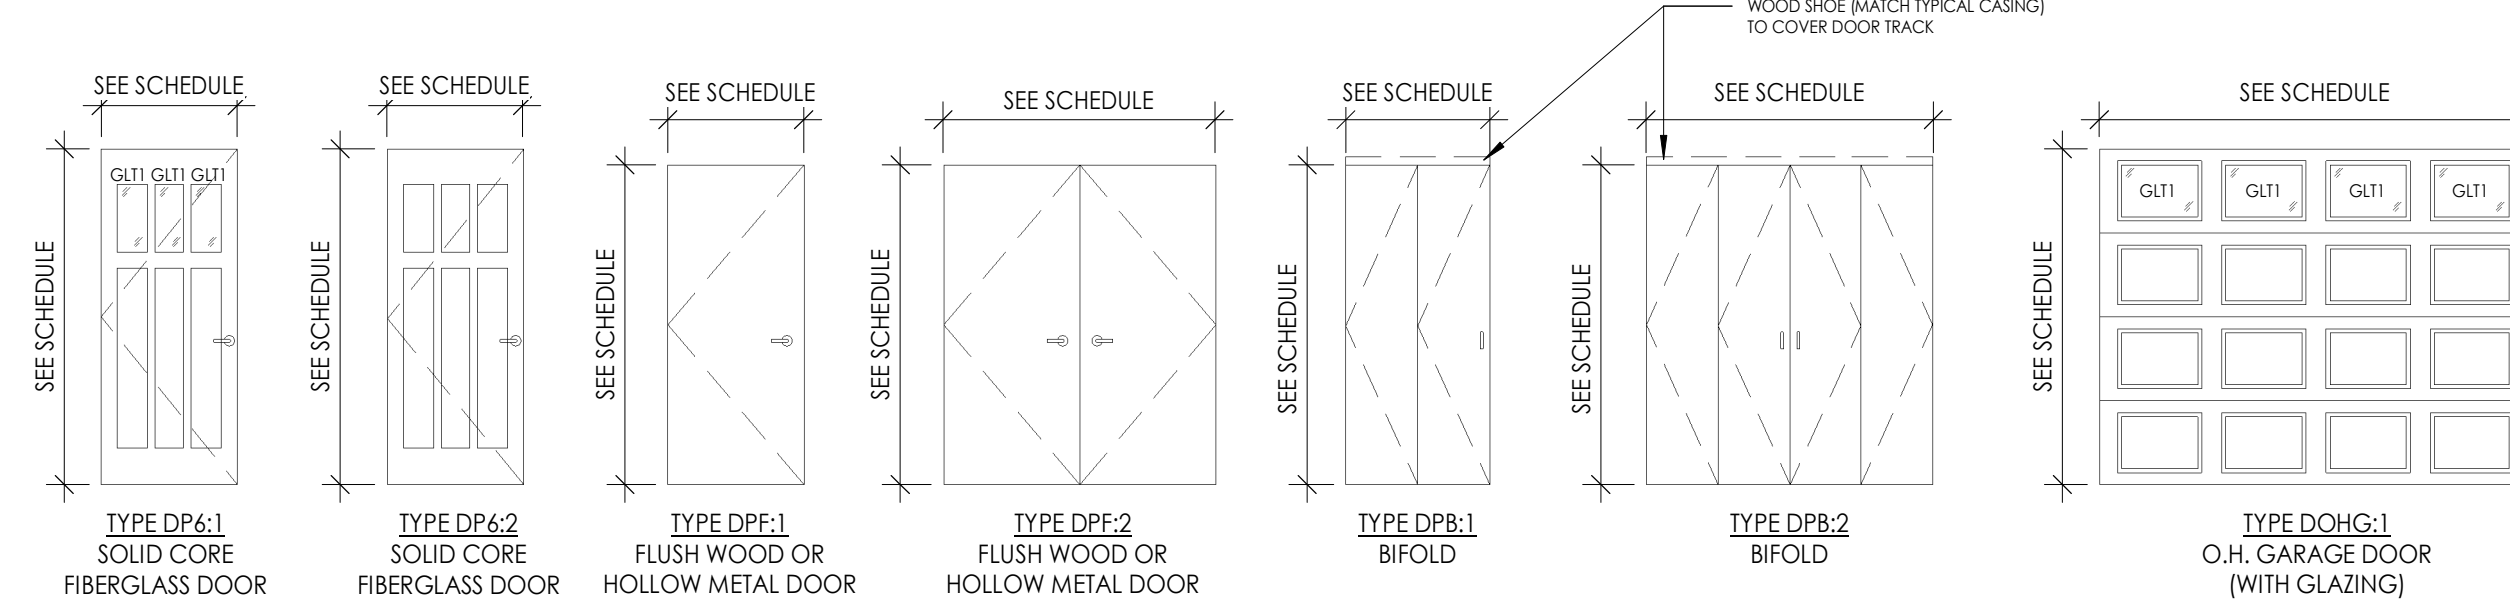 WOOD SHOE (MATCH TYPICAL CASING)
TO COVER DOOR TRACK
SEE SCHEDULE
SEE SCHEDULE
SEE SCHEDULE
SEE SCHEDULE
SEE SCHEDULE
SEE SCHEDULE
SEE SCHEDULE
GLT1 GLT1 GLT1
GLT1 GLT1 GLT1 GLT1
SEE SCHEDULE
SEE SCHEDULE
SEE SCHEDULE
SEE SCHEDULE
SEE SCHEDULE
SEE SCHEDULE
SEE SCHEDULE
TYPE DP6:1
SOLID CORE
FIBERGLASS DOOR
TYPE DP6:2
SOLID CORE
FIBERGLASS DOOR
TYPE DPF:1
FLUSH WOOD OR
HOLLOW METAL DOOR
TYPE DPF:2
FLUSH WOOD OR
HOLLOW METAL DOOR
TYPE DPB:1
BIFOLD
TYPE DPB:2
BIFOLD
TYPE DOHG:1
O.H. GARAGE DOOR
(WITH GLAZING)